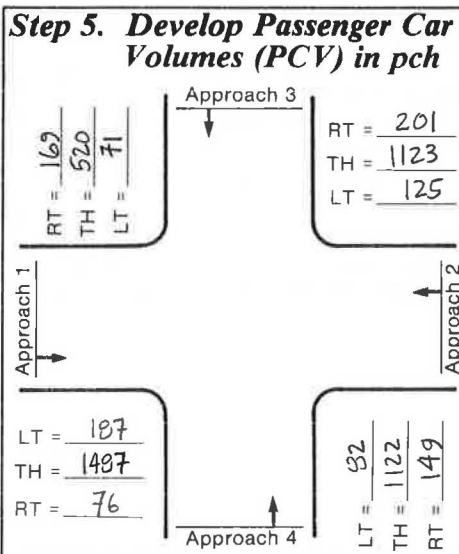 Step 5. Develop Passenger Car
Volumes (PCV) in pch
Approach 3
RT = 169
TH = 520
LT = 71
RT = 201
TH = 1123
LT = 125
Approach 1
Approach 2
LT = 187
TH = 1487
RT = 76
Approach 4
LT = 82
TH = 1122
RT = 149